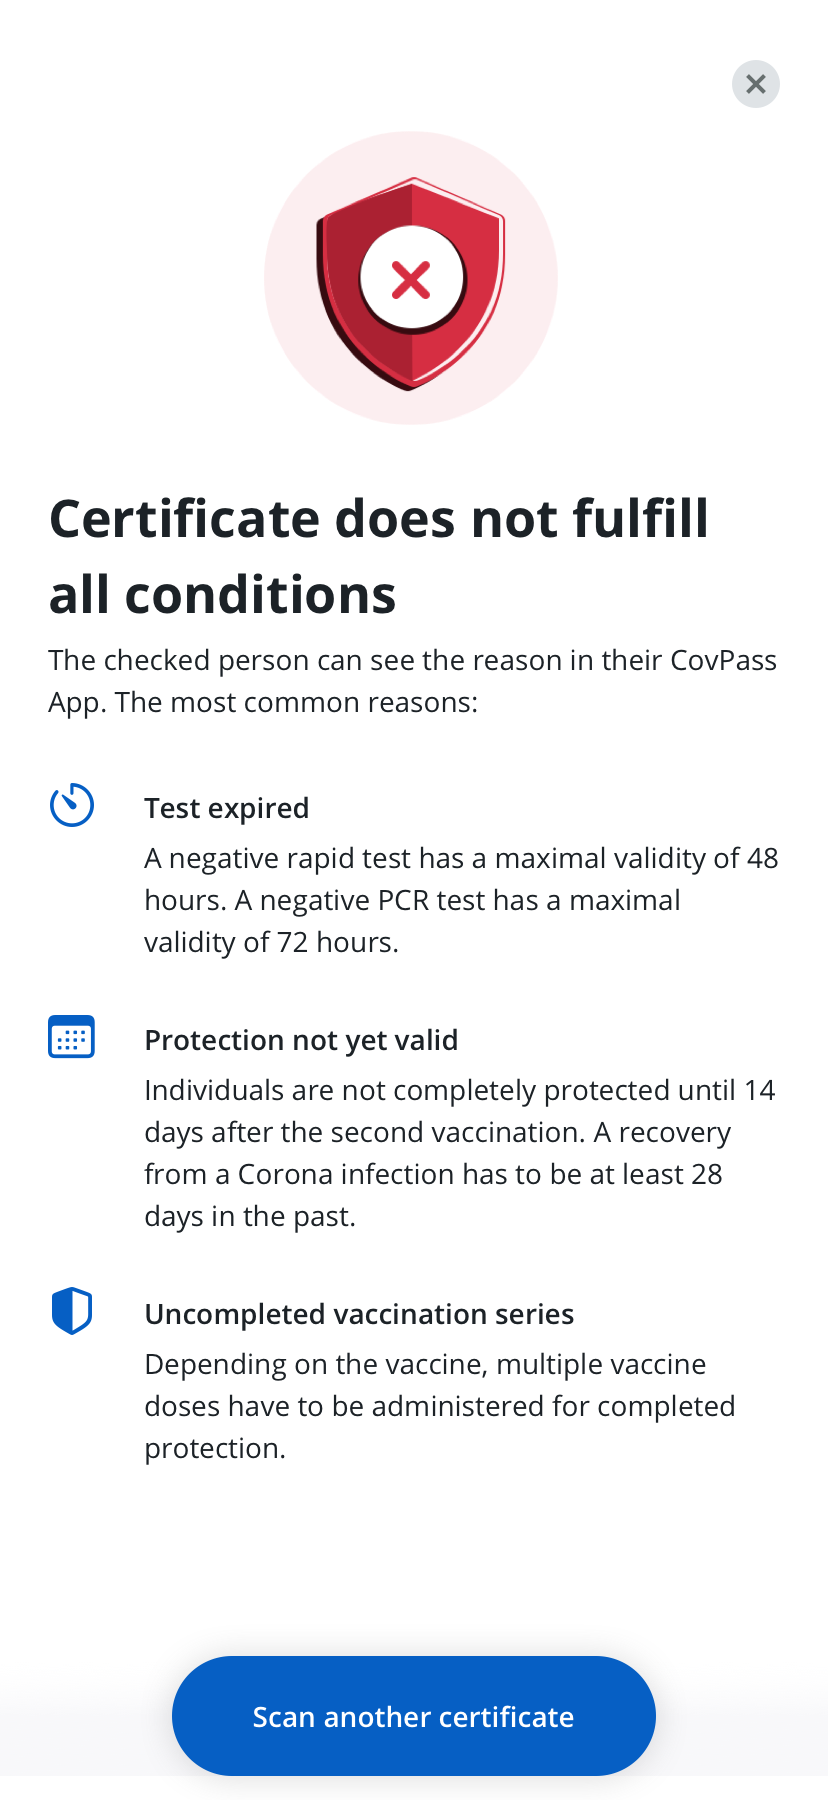 Certificate does not fulfill
all conditions
The checked person can see the reason in their CovPass
App. The most common reasons:
Test expired
A negative rapid test has a maximal validity of 48
hours. A negative PCR test has a maximal
validity of 72 hours.
Protection not yet valid
Individuals are not completely protected until 14
days after the second vaccination. A recovery
from a Corona infection has to be at least 28
days in the past.
Uncompleted vaccination series
Depending on the vaccine, multiple vaccine
doses have to be administered for completed
protection.
Scan another certificate